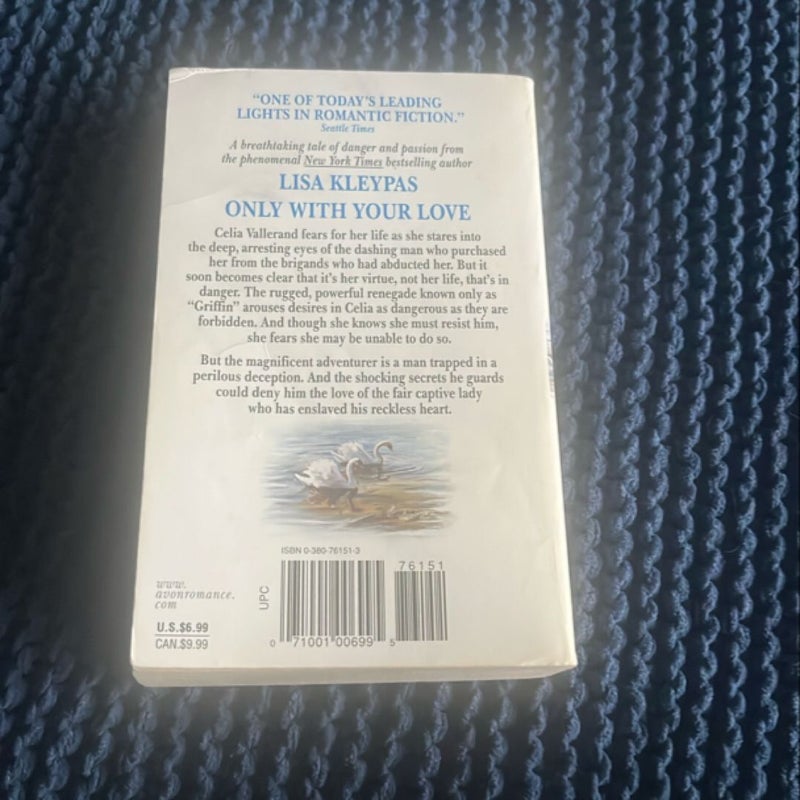 "ONE OF TODAY'S LEADING
LIGHTS IN ROMANTIC FICTION."
Seattle Times
A breathtaking tale of danger and passion from
the phenomenal New York Times bestselling author
LISA KLEYPAS
ONLY WITH YOUR LOVE
Celia Vallerand fears for her life as she stares into
the deep, arresting eyes of the dashing man who purchased
her from the brigands who had abducted her. But it
soon becomes clear that it's her virtue, not her life, that's in
danger. The rugged, powerful renegade known only as
"Griffin" arouses desires in Celia as dangerous as they are
forbidden. And though she knows she must resist him,
she fears she may be unable to do so.
But the magnificent adventurer is a man trapped in a
perilous deception. And the shocking secrets he guards
could deny him the love of the fair captive lady
who has enslaved his reckless heart.
ISBN 0-380-76151-3
76151
www.
avonromance.
com
UPC
U.S.$6.99
CAN.$9.99
0 71001 00699 5